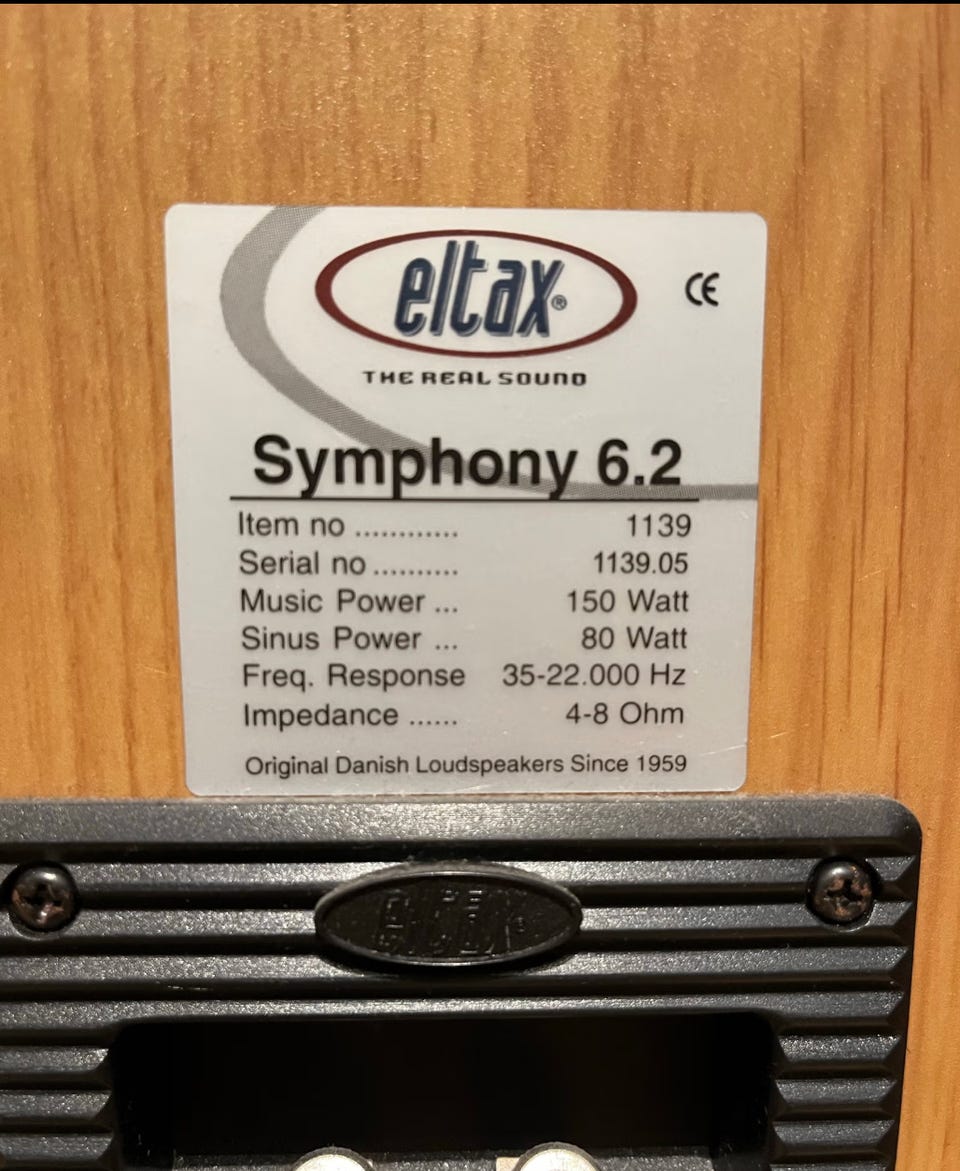 eltax®
CE
THE REAL SOUND
Symphony 6.2
Item no ............ 1139
Serial no .......... 1139.05
Music Power ... 150 Watt
Sinus Power ... 80 Watt
Freq. Response 35-22.000 Hz
Impedance ...... 4-8 Ohm
Original Danish Loudspeakers Since 1959